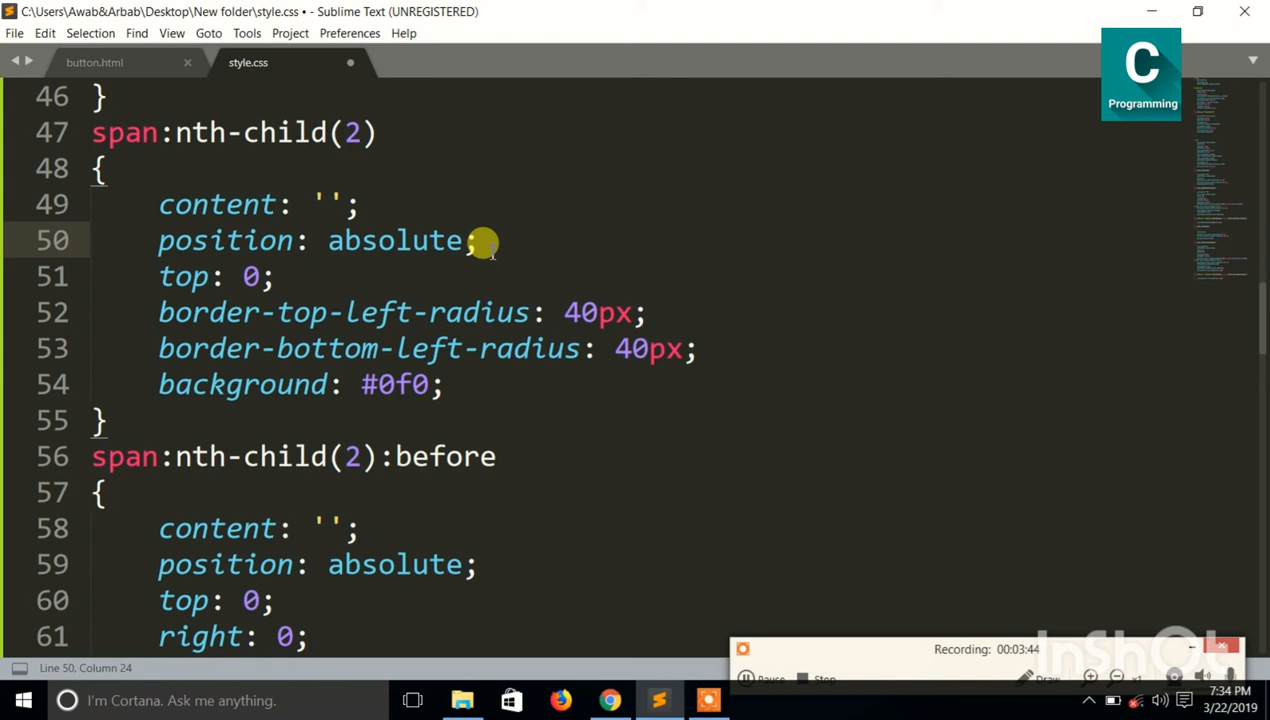 C:\Users\Awab&Arbab\Desktop\New folder\style.css • - Sublime Text (UNREGISTERED)
File Edit Selection Find View Goto Tools Project Preferences Help
button.html
style.css
C
Programming
46 }
47 span:nth-child(2)
48 {
49 content: '';
50 position: absolute;
51 top: 0;
52 border-top-left-radius: 40px;
53 border-bottom-left-radius: 40px;
54 background: #0f0;
55 }
56 span:nth-child(2):before
57 {
58 content: '';
59 position: absolute;
60 top: 0;
61 right: 0;
Recording: 00:03:44
InShOt
Pause Stop Draw x1
Line 50, Column 24
I'm Cortana. Ask me anything.
7:34 PM
3/22/2019